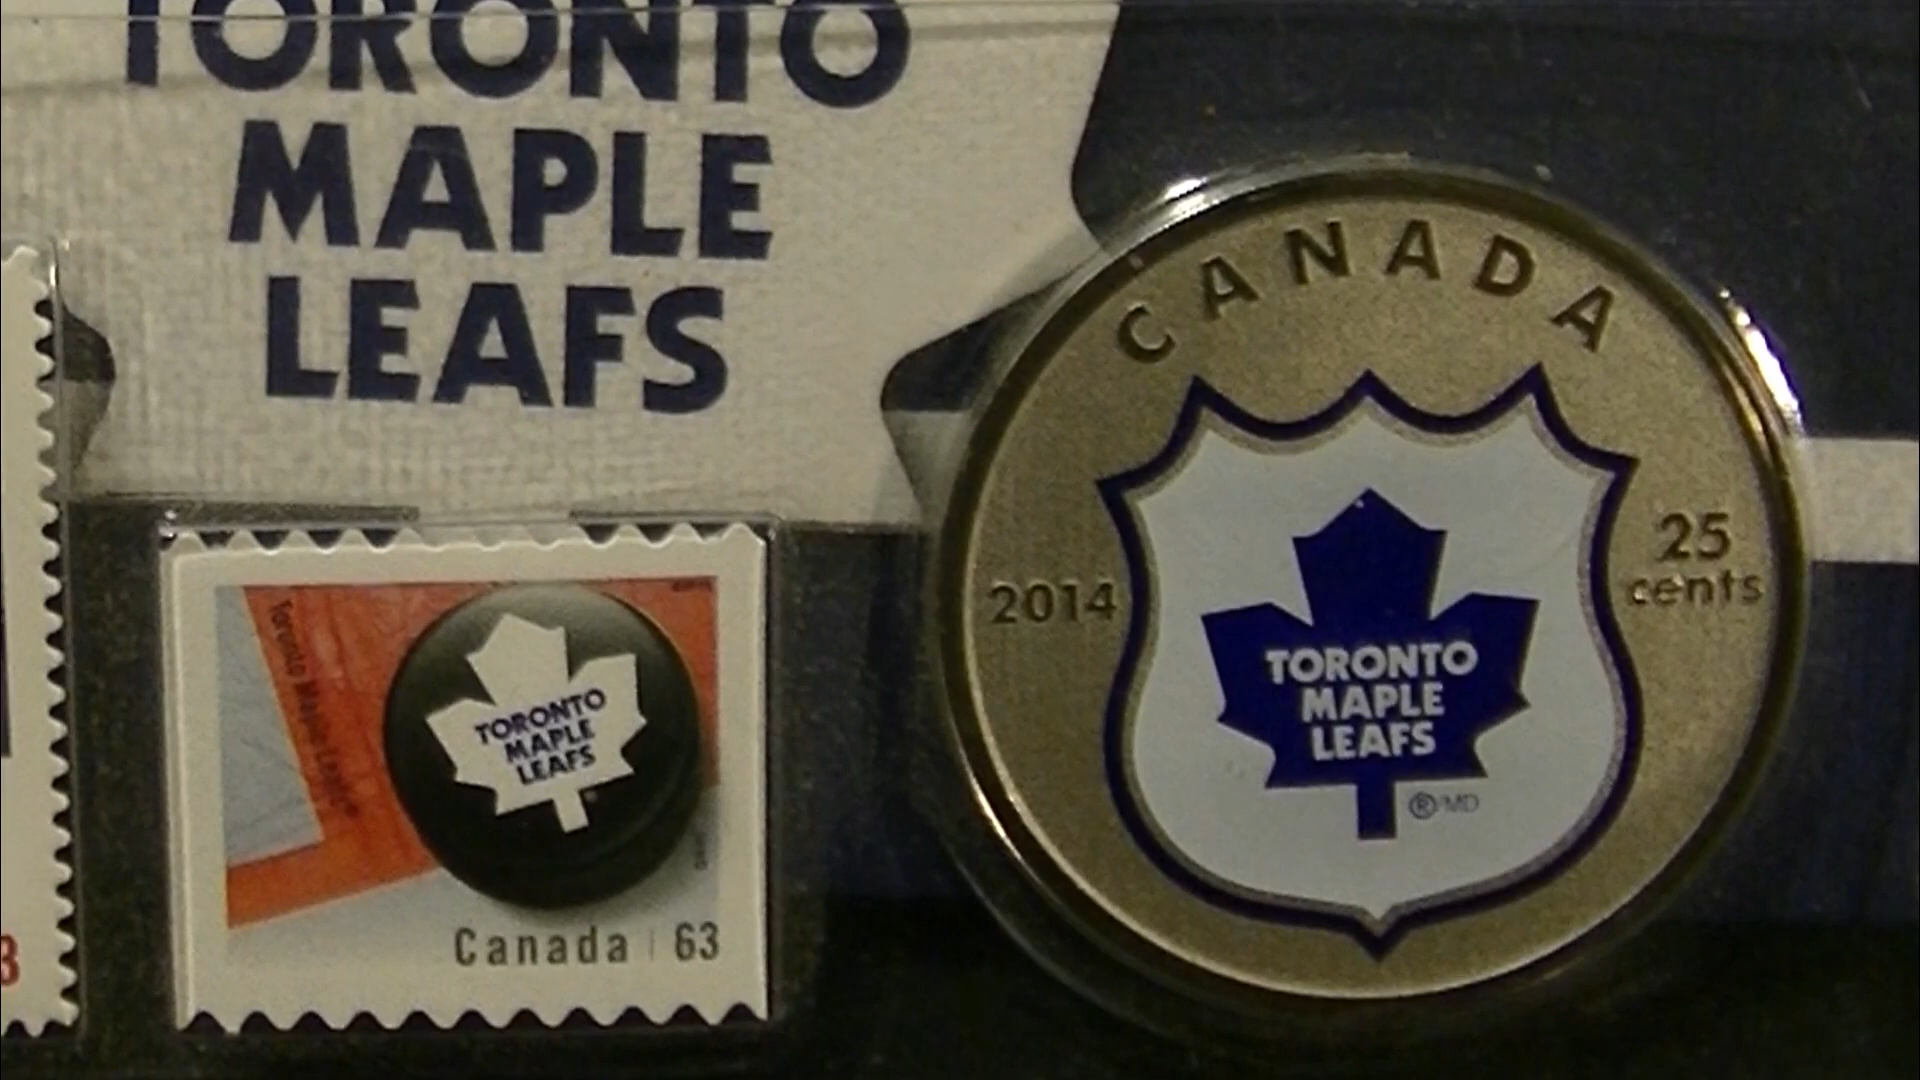 TORONTO
MAPLE
LEAFS
CANADA
2014
25
cents
TORONTO
MAPLE
LEAFS
®/MD
Toronto Maple Leafs
TORONTO
MAPLE
LEAFS
Canada | 63